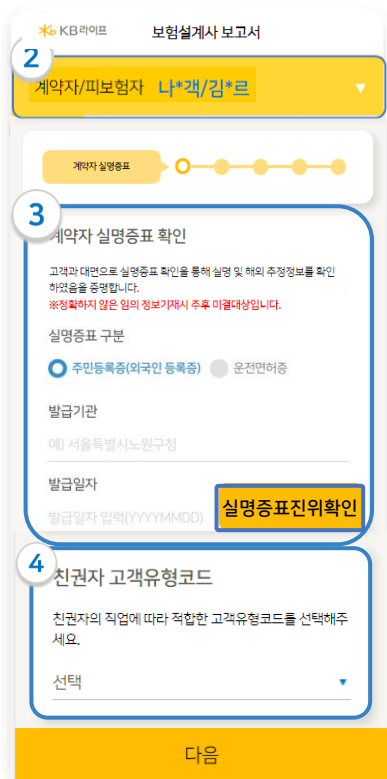 KB라이프 보험설계사 보고서
2
계약자/피보험자 나*객/김*르
계약자 실명증표
3
계약자 실명증표 확인
고객과 대면으로 실명증표 확인을 통해 실명 및 해외 추정정보를 확인
하였음을 증명합니다.
※정확하지 않은 임의 정보기재시 추후 미결대상입니다.
실명증표 구분
주민등록증(외국인 등록증) 운전면허증
발급기관
예) 서울특별시노원구청
발급일자
발급일자 입력(YYYYMMDD)
실명증표진위확인
4
친권자 고객유형코드
친권자의 직업에 따라 적합한 고객유형코드를 선택해주
세요.
선택
다음